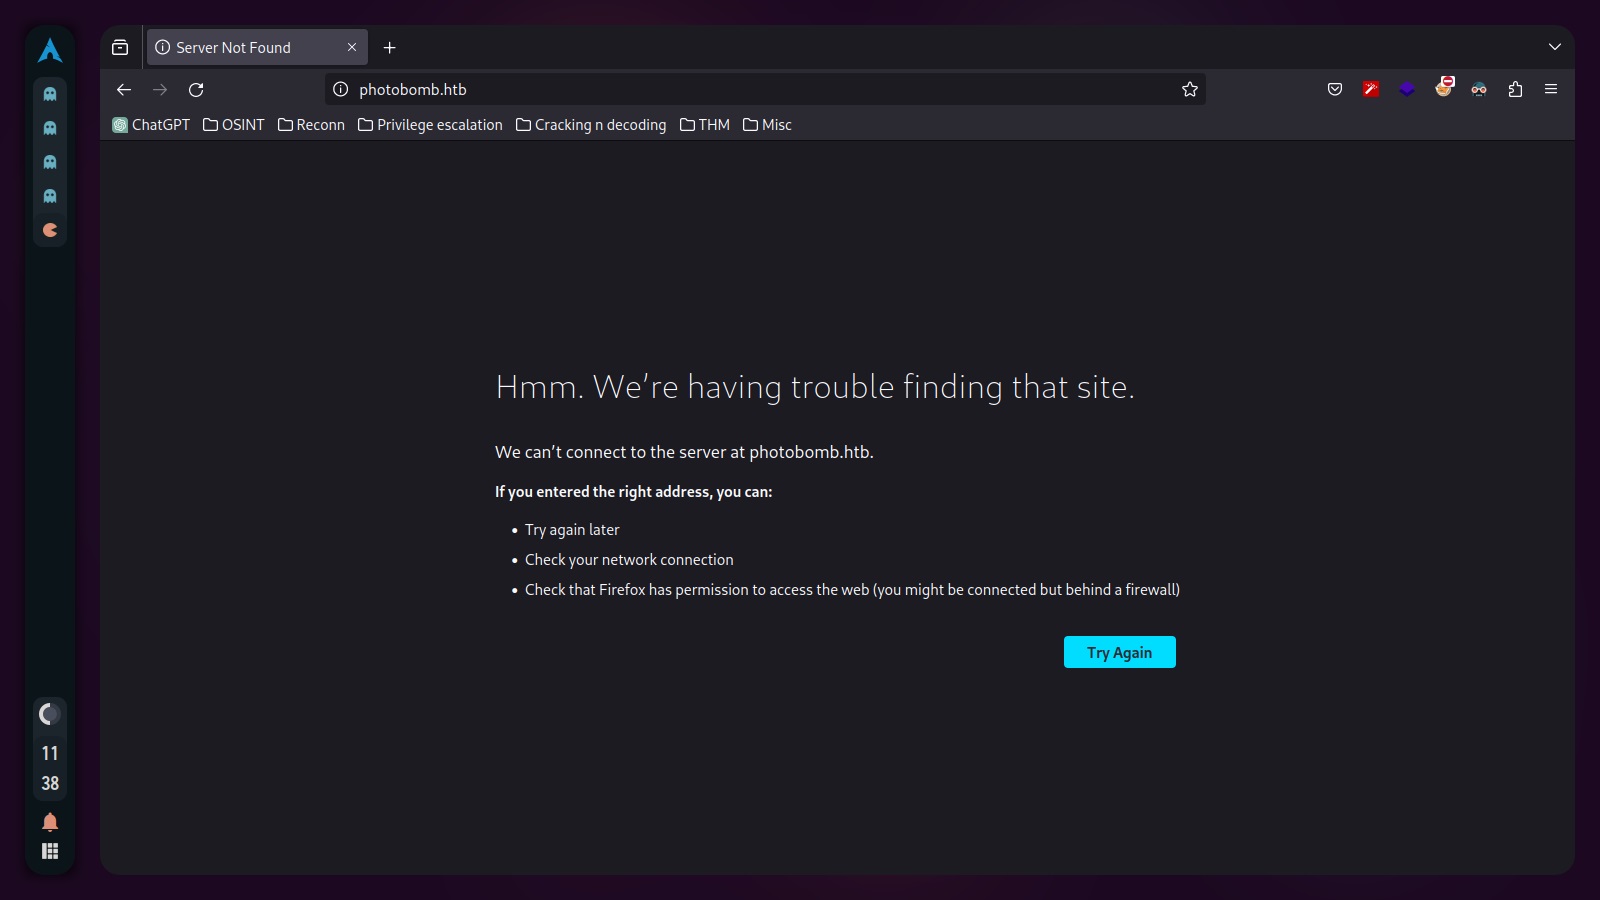 Server Not Found
photobomb.htb
ChatGPT OSINT Reconn Privilege escalation Cracking n decoding THM Misc
Hmm. We’re having trouble finding that site.
We can’t connect to the server at photobomb.htb.
If you entered the right address, you can:
• Try again later
• Check your network connection
• Check that Firefox has permission to access the web (you might be connected but behind a firewall)
Try Again
11
38